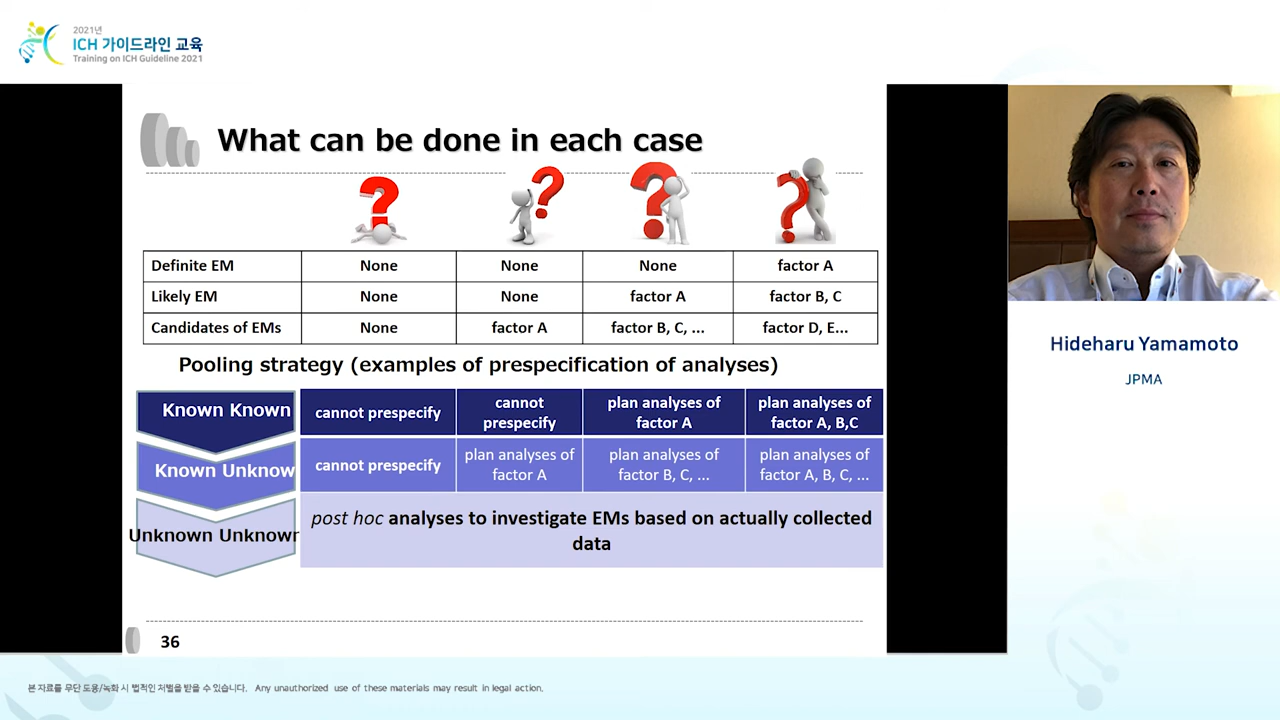 2021년
ICH 가이드라인 교육
Training on ICH Guideline 2021
What can be done in each case
Definite EM None None None factor A
Likely EM None None factor A factor B, C
Candidates of EMs None factor A factor B, C, ... factor D, E...
Pooling strategy (examples of prespecification of analyses)
Known Known cannot prespecify cannot prespecify plan analyses of factor A plan analyses of factor A, B,C
Known Unknow cannot prespecify plan analyses of factor A plan analyses of factor B, C, ... plan analyses of factor A, B, C, ...
Unknown Unknown post hoc analyses to investigate EMs based on actually collected
data
36
Hideharu Yamamoto
JPMA
본 자료를 무단 도용/녹화 시 법적인 처벌을 받을 수 있습니다. Any unauthorized use of these materials may result in legal action.